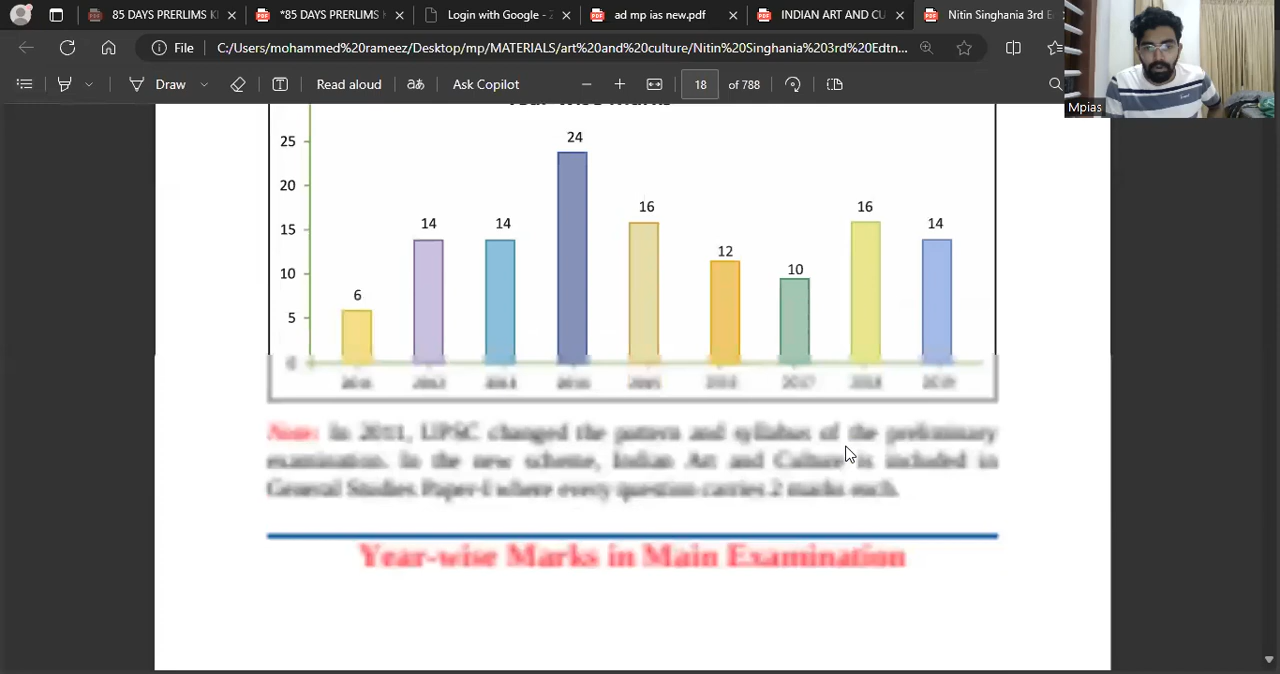 85 DAYS PRERLIMS K
*85 DAYS PRERLIMS
Login with Google -
ad mp ias new.pdf
INDIAN ART AND CU
Nitin Singhania 3rd E
File
C:/Users/mohammed%20rameez/Desktop/mp/MATERIALS/art%20and%20culture/Nitin%20Singhania%203rd%20Edtn...
Draw
Read aloud
Ask Copilot
18 of 788
Mpias
25
24
20
15
10
5
0
6
14
14
16
12
10
16
14
2017
2018
2019
Note: In 2011, UPSC changed the pattern and syllabus of the preliminary
examination. In the new scheme, Indian Art and Culture is included in
General Studies Paper-I where every question carries 2 marks each.
Year-wise Marks in Main Examination